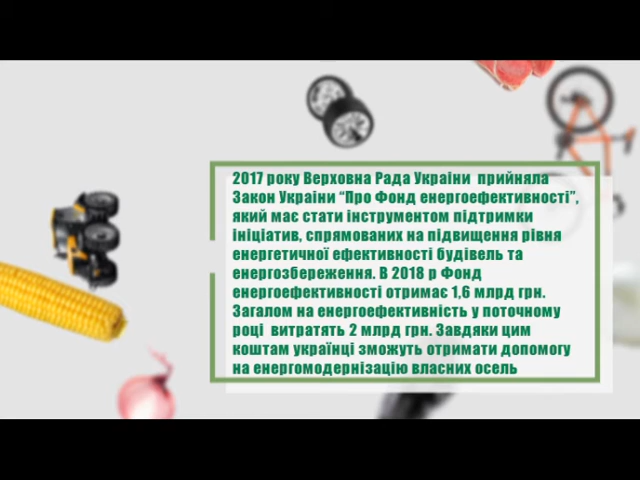 2017 року Верховна Рада України прийняла
Закон України “Про Фонд енергоефективності”,
який має стати інструментом підтримки
ініціатив, спрямованих на підвищення рівня
енергетичної ефективності будівель та
енергозбереження. В 2018 р Фонд
енергоефективності отримає 1,6 млрд грн.
Загалом на енергоефективність у поточному
році витратять 2 млрд грн. Завдяки цим
коштам українці зможуть отримати допомогу
на енергомодернізацію власних осель